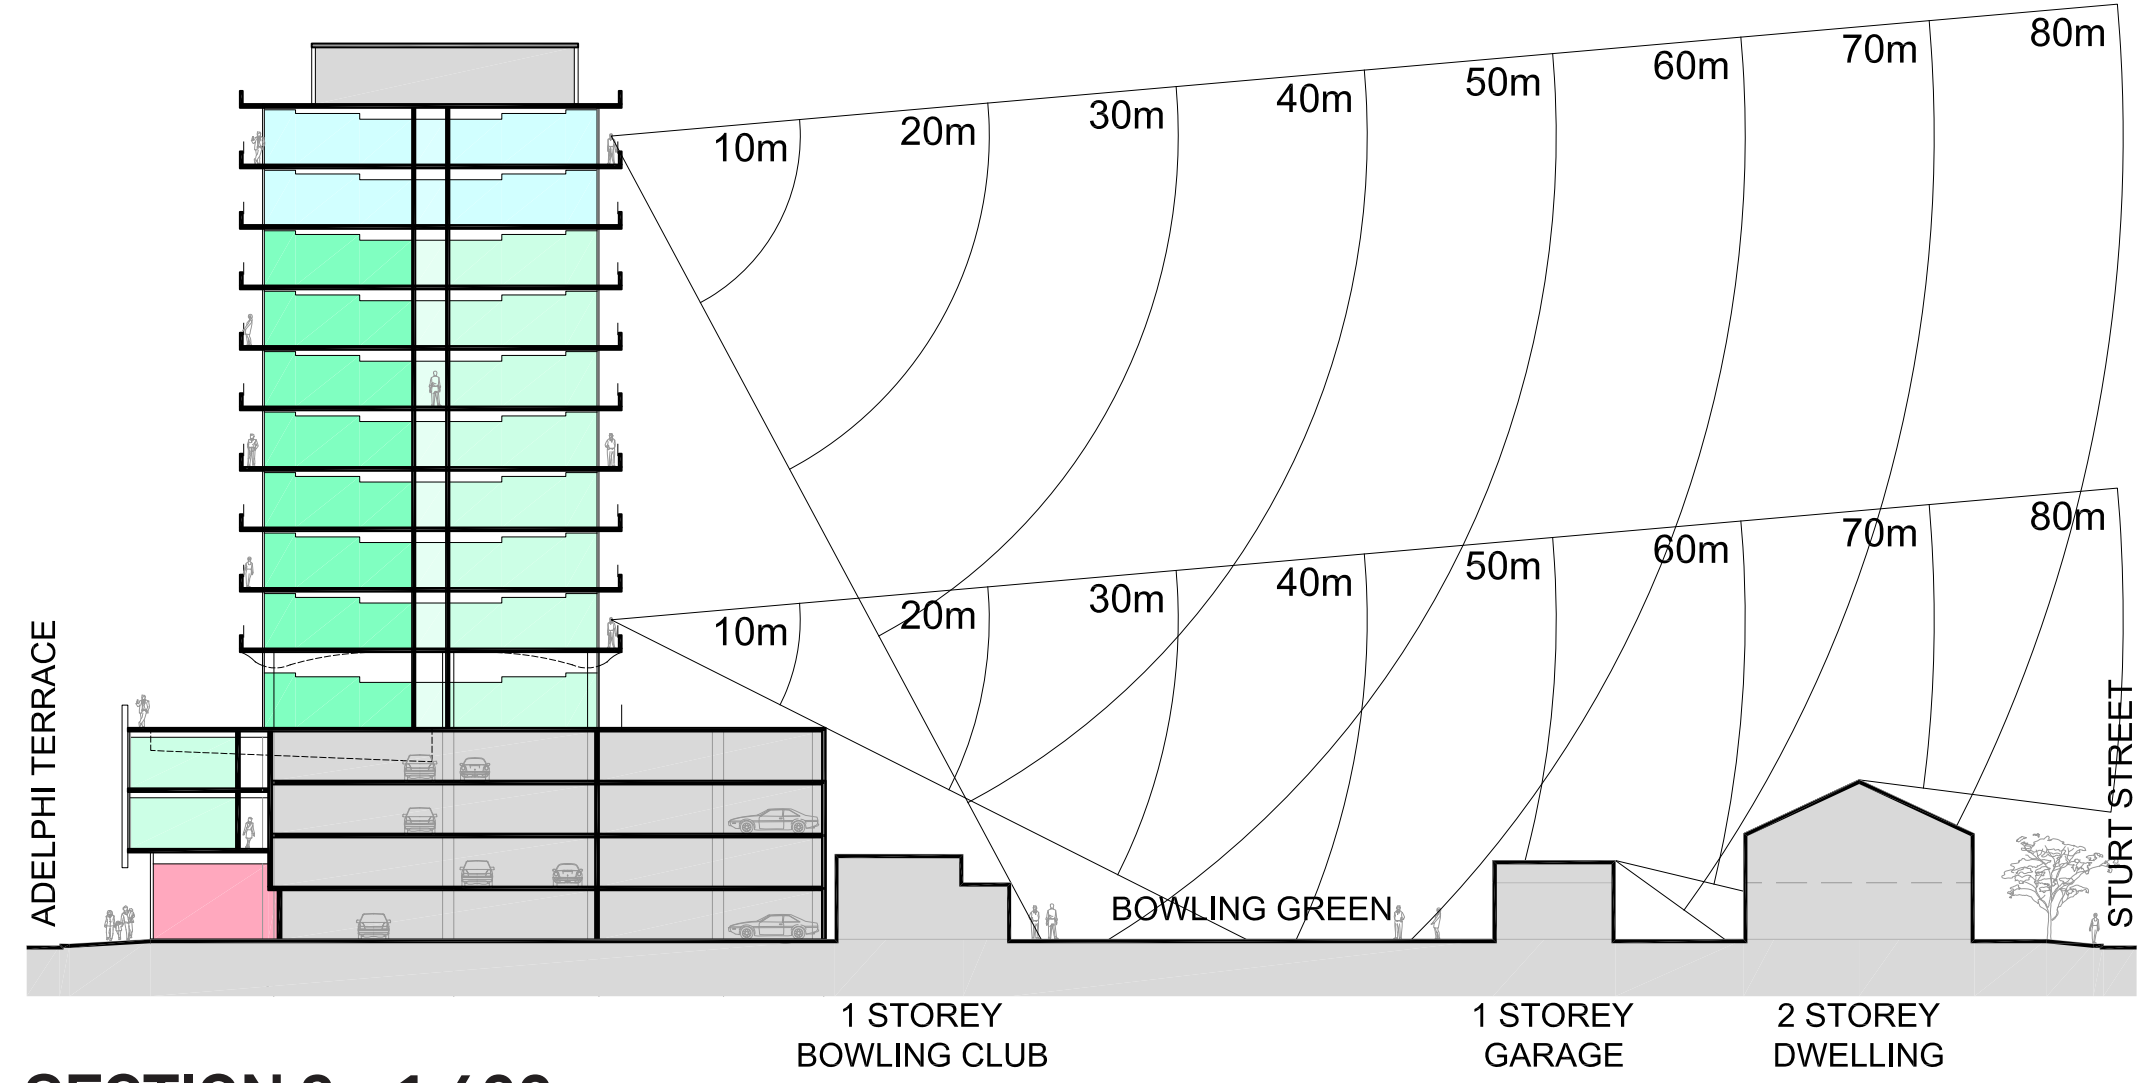 80m
70m
60m
50m
40m
30m
20m
10m
80m
70m
60m
50m
40m
30m
20m
10m
ADELPHI TERRACE
STURT STREET
BOWLING GREEN
1 STOREY
BOWLING CLUB
1 STOREY
GARAGE
2 STOREY
DWELLING